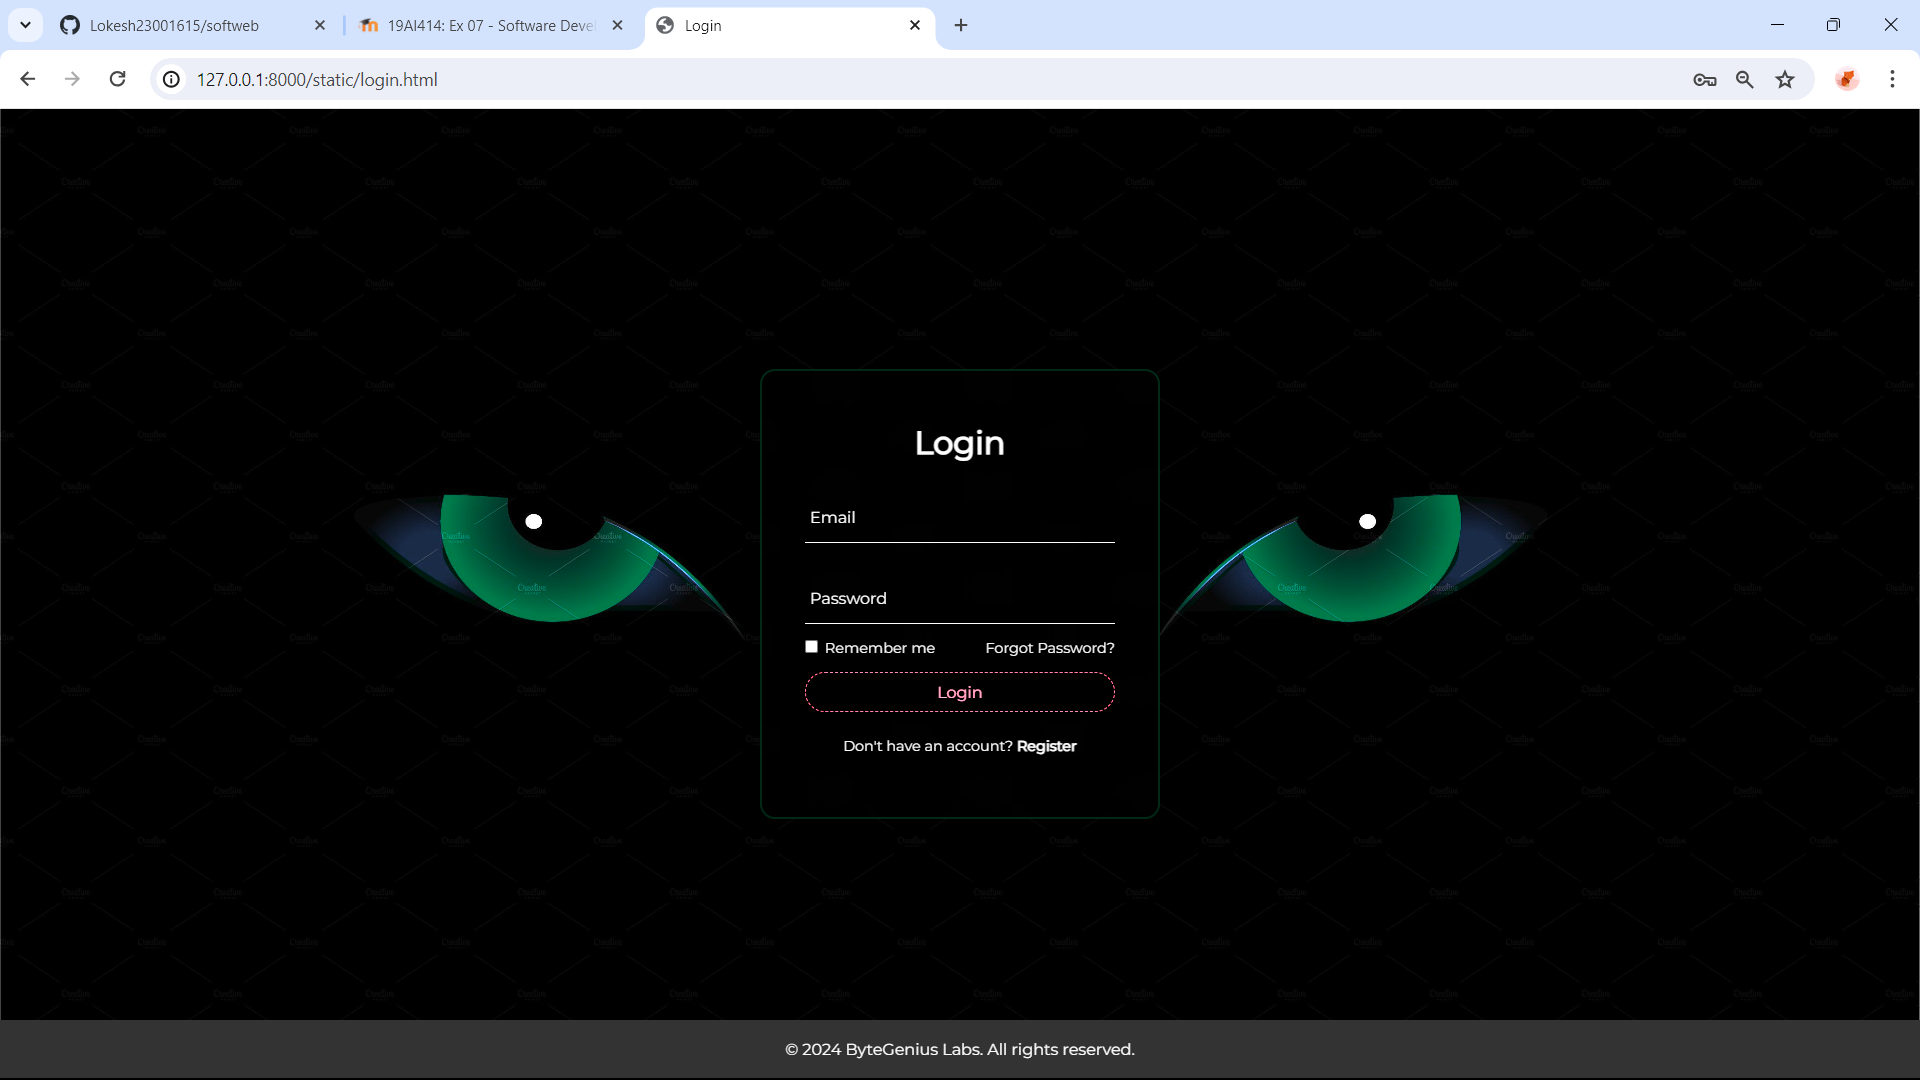 Lokesh23001615/softweb
19AI414: Ex 07 - Software Deve
Login
127.0.0.1:8000/static/login.html
Login
Email
Password
Remember me
Forgot Password?
Login
Don't have an account? Register
© 2024 ByteGenius Labs. All rights reserved.